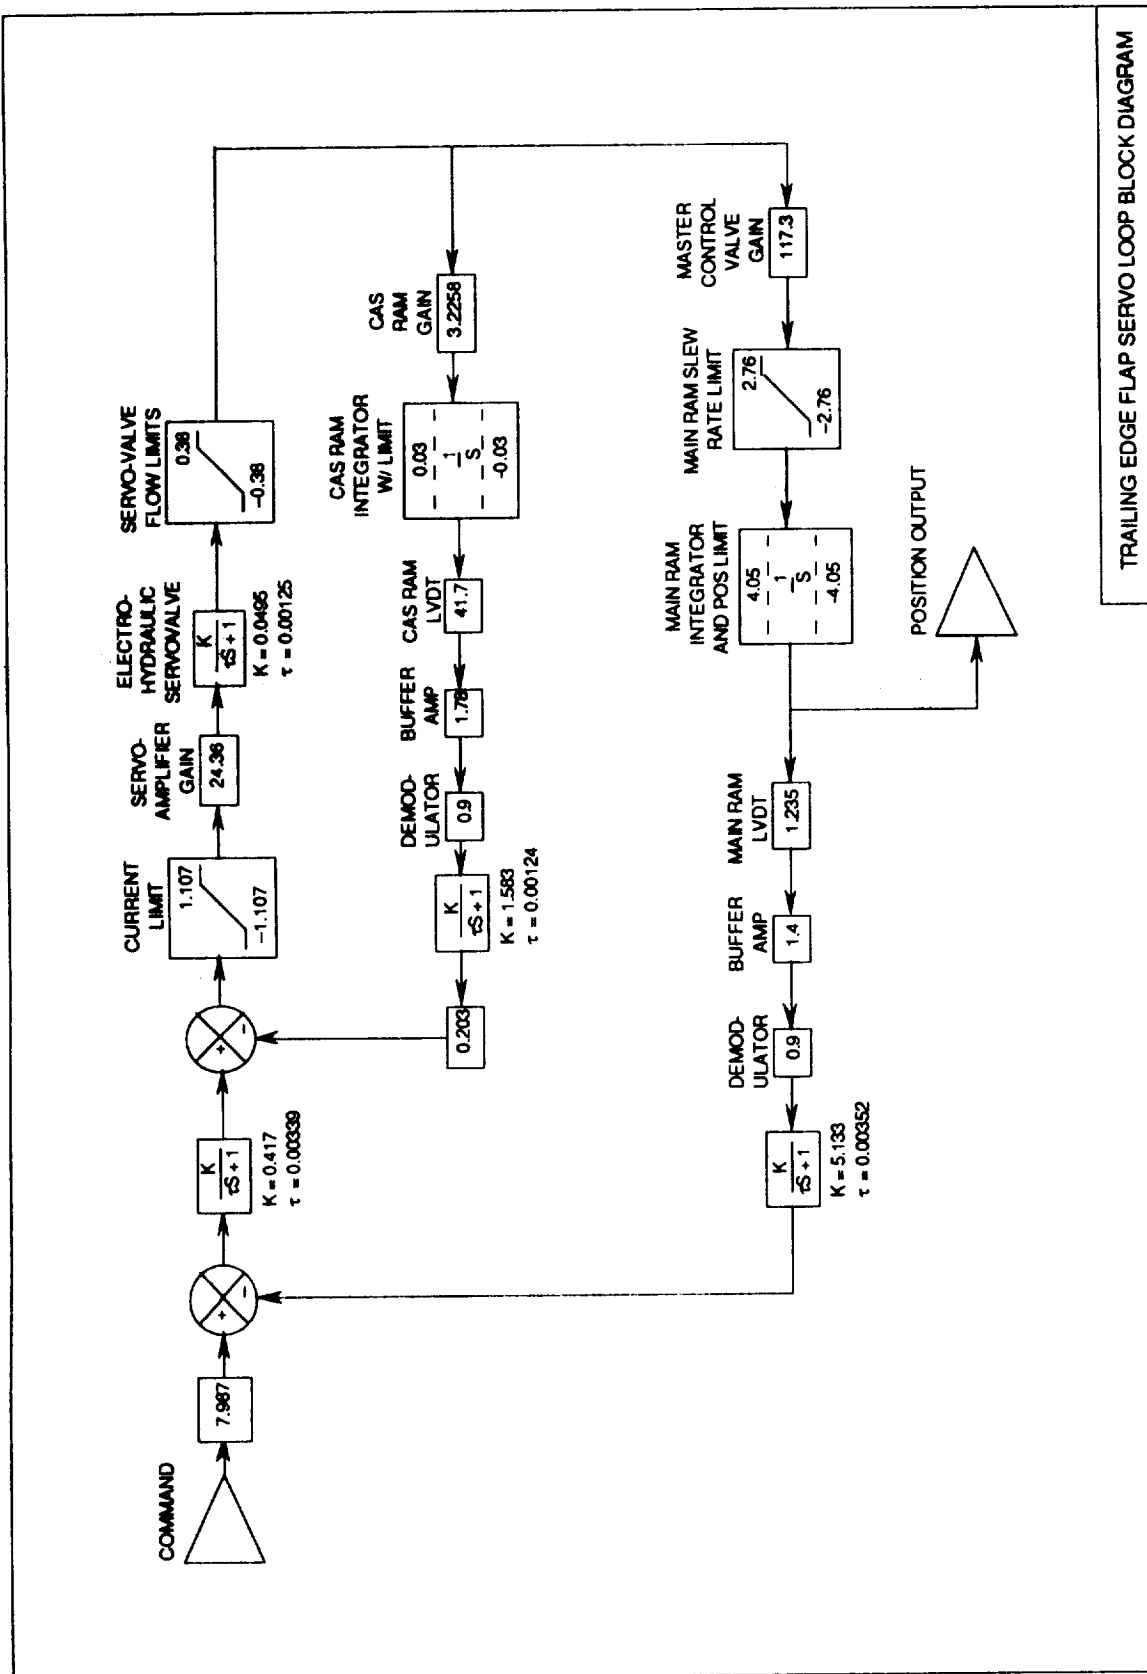 COMMAND
7.987
+
−
K
τS + 1
K = 0.417
τ = 0.00339
+
−
CURRENT
LIMIT
1.107
−1.107
SERVO-
AMPLIFIER
GAIN
24.36
ELECTRO-
HYDRAULIC
SERVOVALVE
K
τS + 1
K = 0.0495
τ = 0.00125
SERVO-VALVE
FLOW LIMITS
0.38
−0.38
0.203
K
τS + 1
K = 1.583
τ = 0.00124
DEMOD-
ULATOR
0.9
BUFFER
AMP
1.78
CAS RAM
LVDT
41.7
CAS RAM
INTEGRATOR
W/ LIMIT
0.03
1
S
-0.03
CAS
RAM
GAIN
3.2258
K
τS + 1
K = 5.133
τ = 0.00352
DEMOD-
ULATOR
0.9
BUFFER
AMP
1.4
MAIN RAM
LVDT
1.235
MAIN RAM
INTEGRATOR
AND POS LIMIT
4.05
1
S
-4.05
MAIN RAM SLEW
RATE LIMIT
2.76
−2.76
MASTER
CONTROL
VALVE
GAIN
117.3
POSITION OUTPUT
TRAILING EDGE FLAP SERVO LOOP BLOCK DIAGRAM